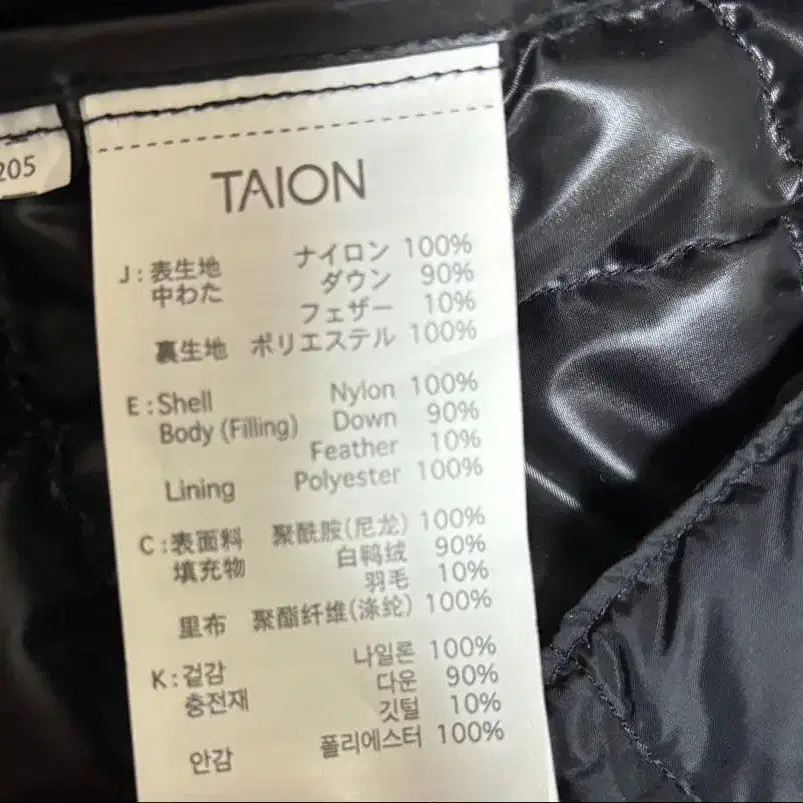 205
TAION
J:表生地 ナイロン 100%
中わた ダウン 90%
フェザー 10%
裏生地 ポリエステル 100%
E:Shell Nylon 100%
Body (Filling) Down 90%
Feather 10%
Lining Polyester 100%
C:表面料 聚酰胺(尼龙) 100%
填充物 白鸭绒 90%
羽毛 10%
里布 聚酯纤维(涤纶) 100%
K:겉감 나일론 100%
충전재 다운 90%
깃털 10%
안감 폴리에스터 100%